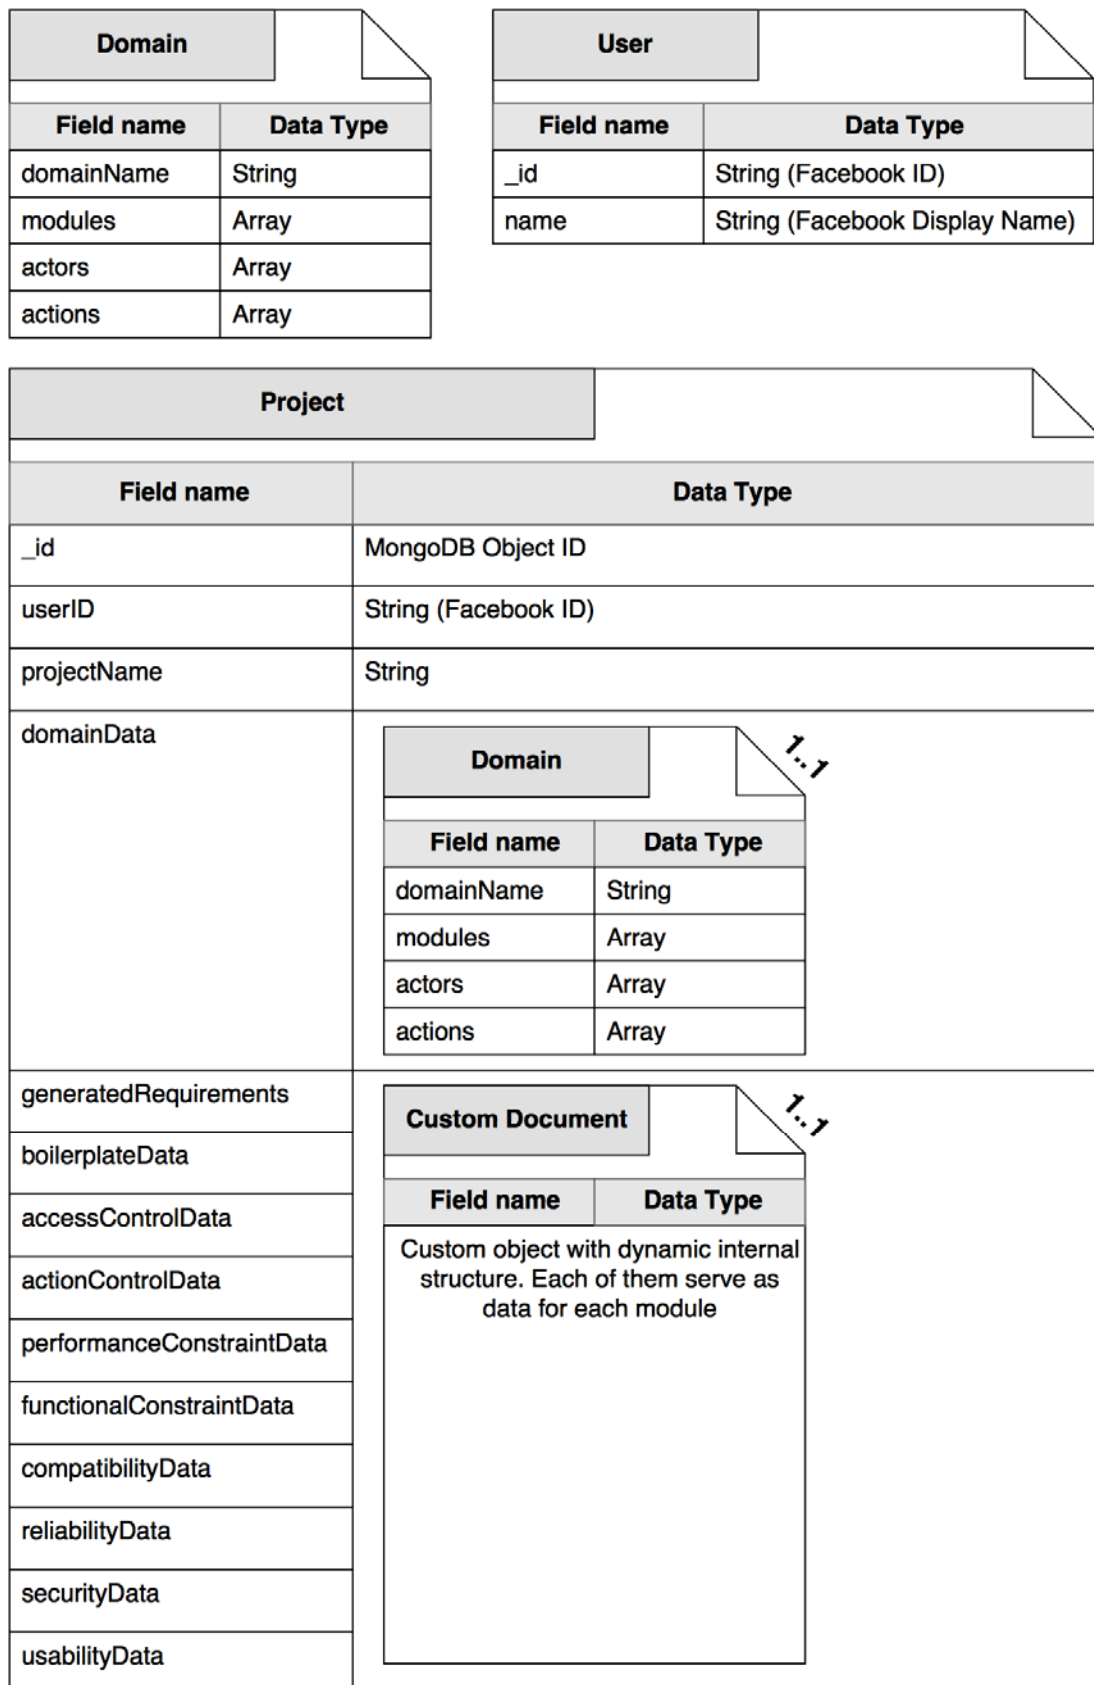 Domain
Field name Data Type
domainName String
modules Array
actors Array
actions Array
User
Field name Data Type
_id String (Facebook ID)
name String (Facebook Display Name)
Project
Field name Data Type
_id MongoDB Object ID
userID String (Facebook ID)
projectName String
domainData
Domain 1..1
Field name Data Type
domainName String
modules Array
actors Array
actions Array
generatedRequirements
boilerplateData
accessControlData
actionControlData
performanceConstraintData
functionalConstraintData
compatibilityData
reliabilityData
securityData
usabilityData
Custom Document 1..1
Field name Data Type
Custom object with dynamic internal
structure. Each of them serve as
data for each module